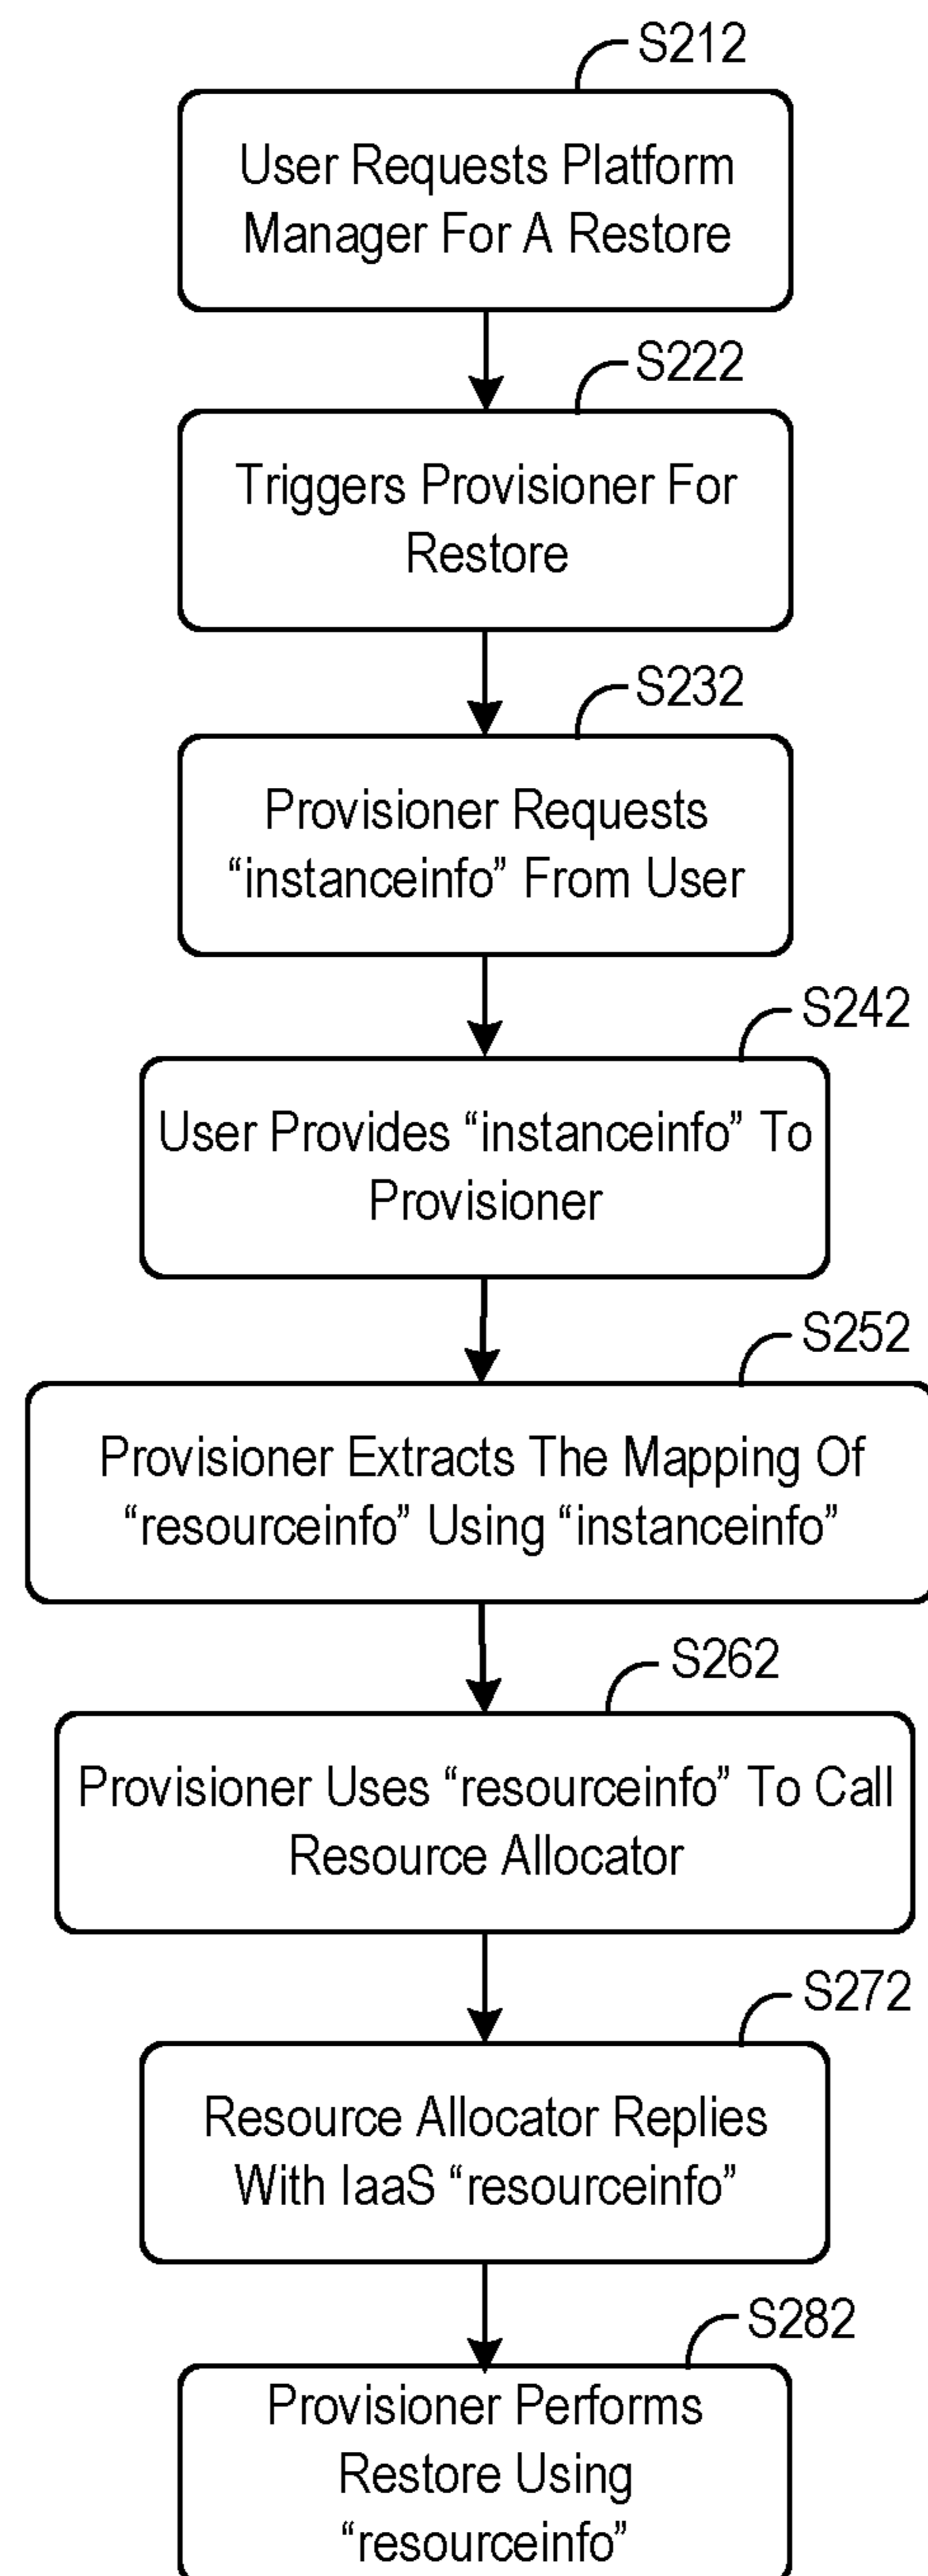 S212
User Requests Platform
Manager For A Restore
S222
Triggers Provisioner For
Restore
S232
Provisioner Requests
“instanceinfo” From User
S242
User Provides “instanceinfo” To
Provisioner
S252
Provisioner Extracts The Mapping Of
“resourceinfo” Using “instanceinfo”
S262
Provisioner Uses “resourceinfo” To Call
Resource Allocator
S272
Resource Allocator Replies
With IaaS “resourceinfo”
S282
Provisioner Performs
Restore Using
“resourceinfo”